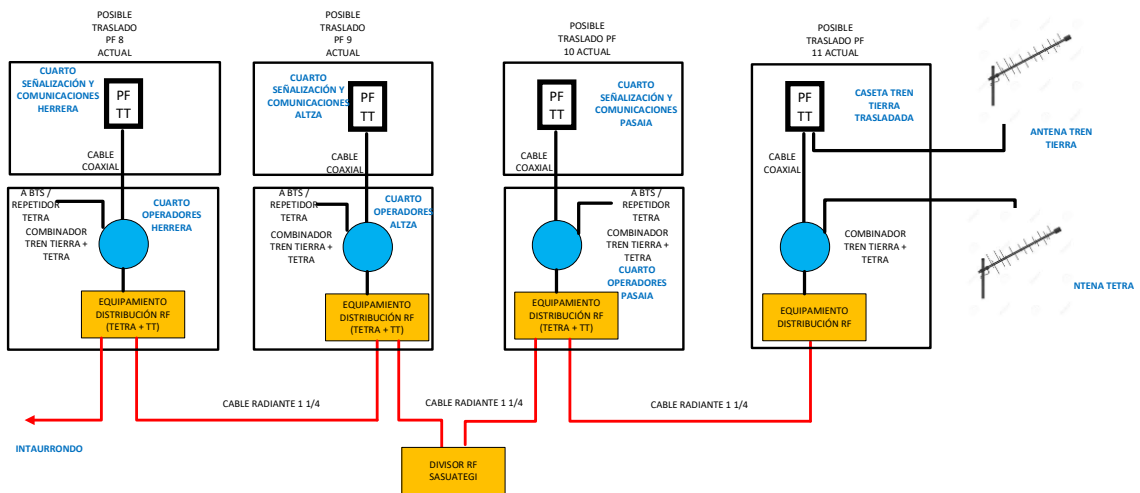 POSIBLE
TRASLADO
PF 8
ACTUAL
POSIBLE
TRASLADO
PF 9
ACTUAL
POSIBLE
TRASLADO PF
10 ACTUAL
POSIBLE
TRASLADO PF
11 ACTUAL
CUARTO
SEÑALIZACIÓN Y
COMUNICACIONES
HERRERA
PF
TT
CABLE
COAXIAL
CUARTO
SEÑALIZACIÓN Y
COMUNICACIONES
ALTZA
PF
TT
CABLE
COAXIAL
PF
TT
CUARTO
SEÑALIZACIÓN Y
COMUNICACIONES
PASAIA
CABLE
COAXIAL
PF
TT
CASETA TREN
TIERRA
TRASLADADA
CABLE
COAXIAL
ANTENA TREN
TIERRA
A BTS /
REPETIDOR
TETRA
COMBINADOR
TREN TIERRA +
TETRA
CUARTO
OPERADORES
HERRERA
EQUIPAMIENTO
DISTRIBUCIÓN RF
(TETRA + TT)
A BTS /
REPETIDOR
TETRA
COMBINADOR
TREN TIERRA +
TETRA
CUARTO
OPERADORES
ALTZA
EQUIPAMIENTO
DISTRIBUCIÓN RF
(TETRA + TT)
A BTS /
REPETIDOR
TETRA
COMBINADOR
TREN TIERRA +
TETRA
CUARTO
OPERADORES
PASAIA
EQUIPAMIENTO
DISTRIBUCIÓN RF
(TETRA + TT)
COMBINADOR
TREN TIERRA +
TETRA
EQUIPAMIENTO
DISTRIBUCIÓN RF
NTENA TETRA
CABLE RADIANTE 1 1/4
CABLE RADIANTE 1 1/4
CABLE RADIANTE 1 1/4
INTAURRONDO
DIVISOR RF
SASUATEGI